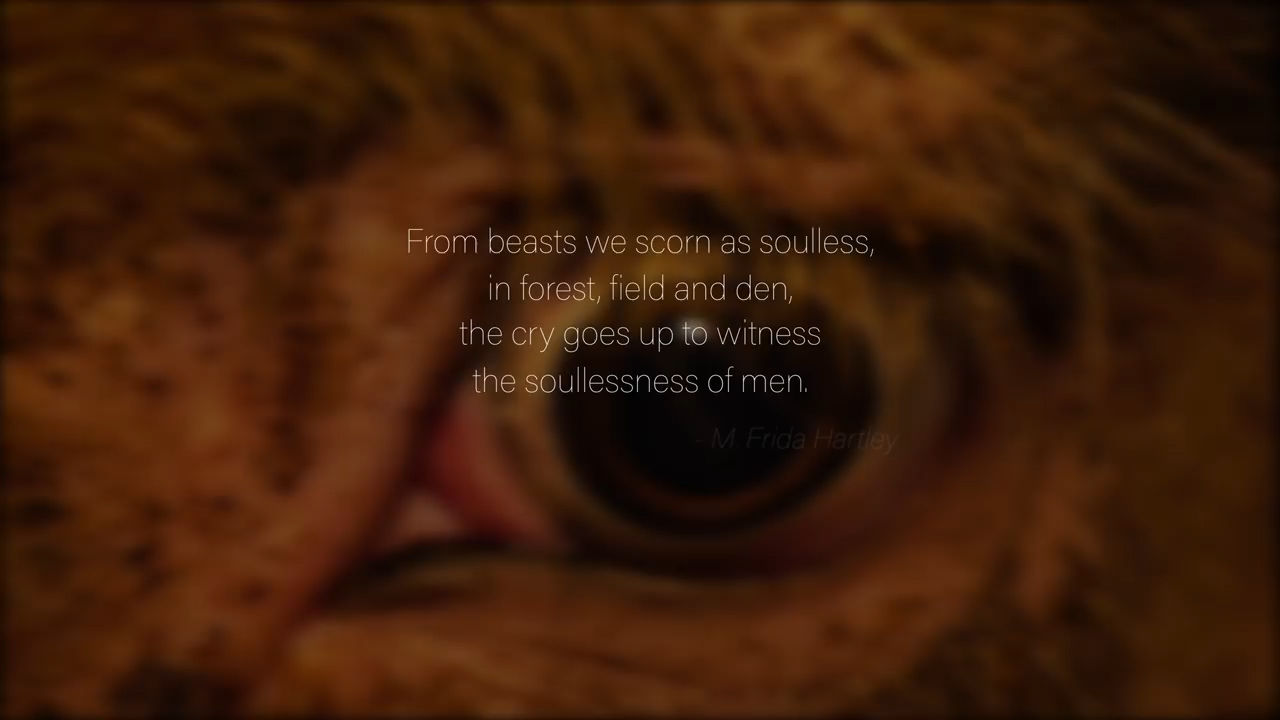 From beasts we scorn as soulless,
in forest, field and den,
the cry goes up to witness
the soullessness of men.
- M Frida Hartley